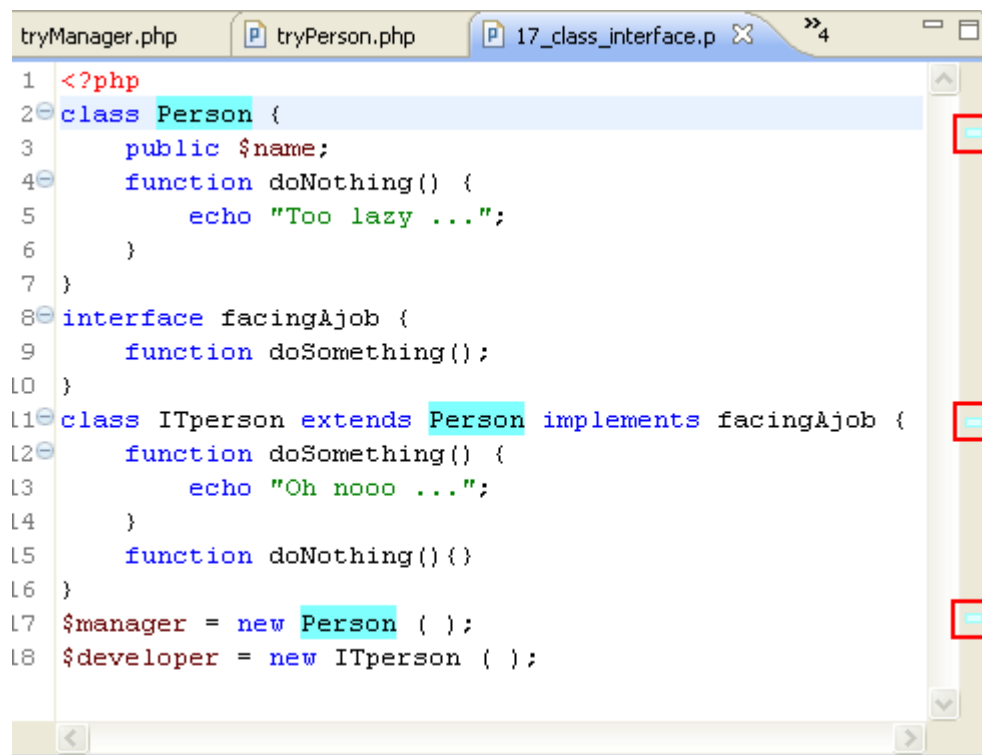 tryManager.php tryPerson.php 17_class_interface.p »4
1 <?php
2 class Person {
3     public $name;
4     function doNothing() {
5         echo "Too lazy ...";
6     }
7 }
8 interface facingAjob {
9     function doSomething();
10 }
11 class ITperson extends Person implements facingAjob {
12     function doSomething() {
13         echo "Oh nooo ...";
14     }
15     function doNothing(){}
16 }
17 $manager = new Person ( );
18 $developer = new ITperson ( );